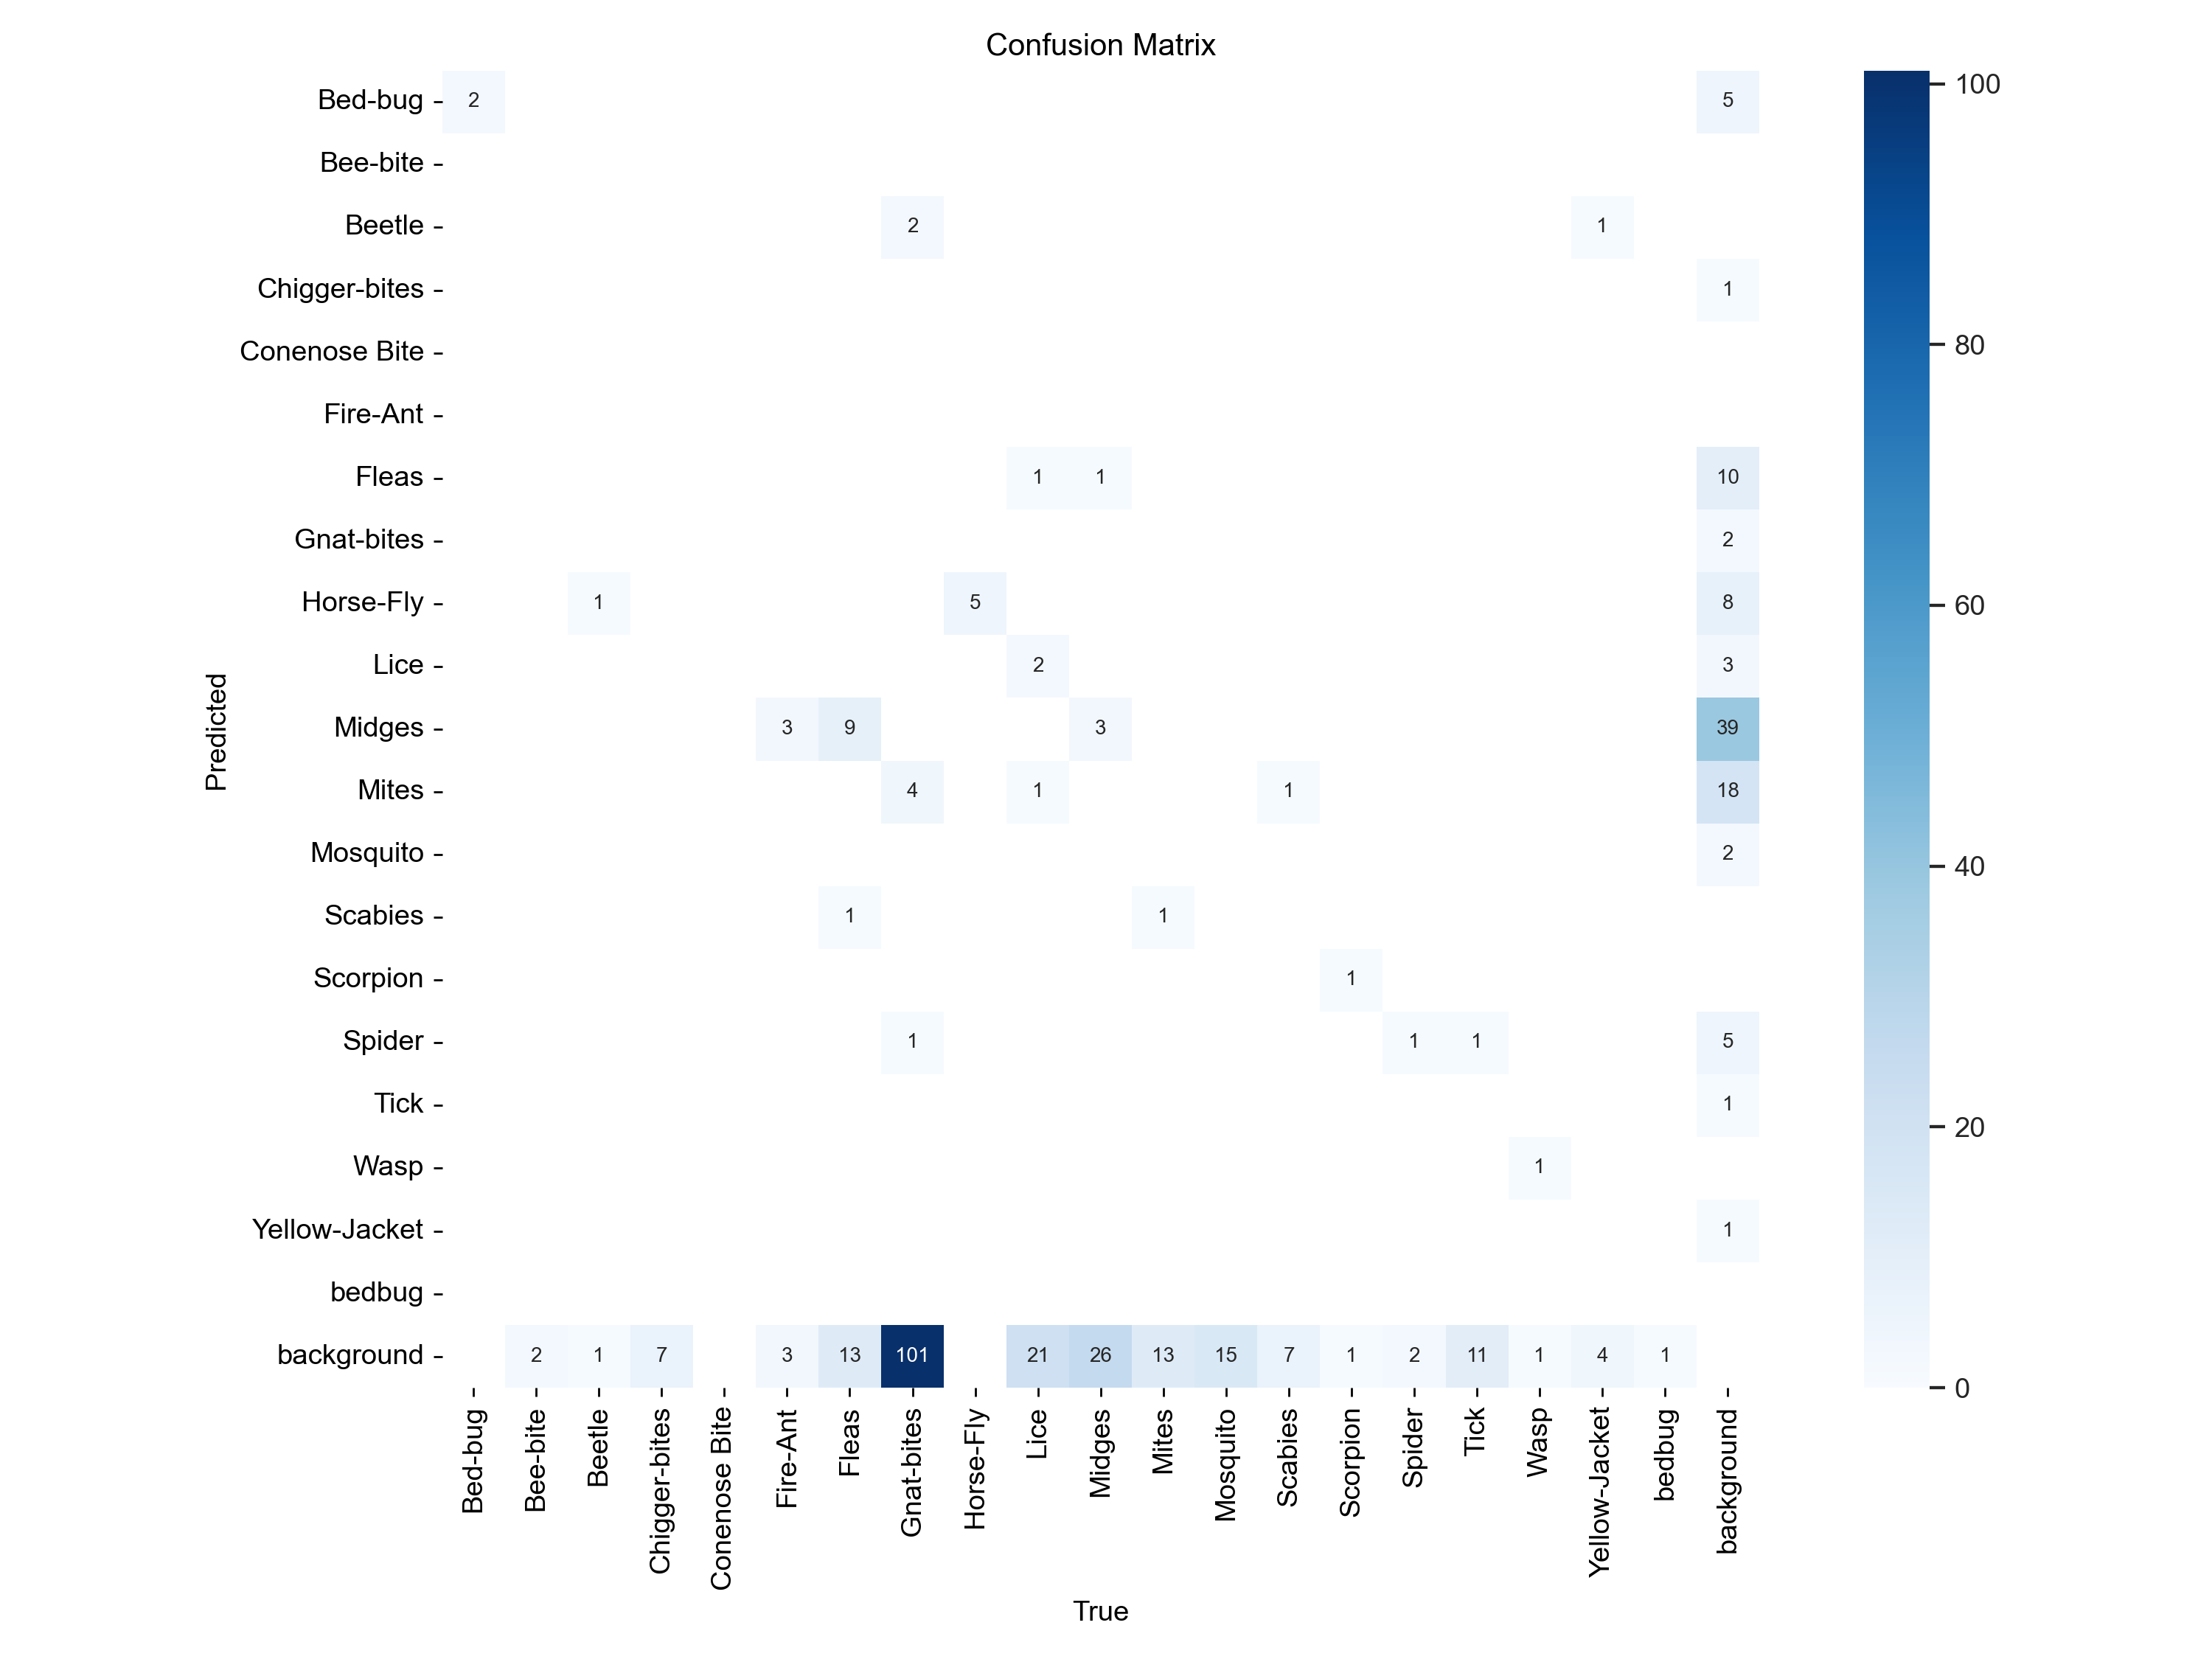 Confusion Matrix
Bed-bug 2 5 100
Bee-bite
Beetle 2 1
Chigger-bites 1
80
Conenose Bite
Fire-Ant
Fleas 1 1 10
Gnat-bites 2
Horse-Fly 1 5 8 60
Lice 2 3
Predicted
Midges 3 9 3 39
Mites 4 1 1 18
Mosquito 2 40
Scabies 1 1
Scorpion 1
Spider 1 1 1 5
Tick 1 20
Wasp 1
Yellow-Jacket 1
bedbug
background 2 1 7 3 13 101 21 26 13 15 7 1 2 11 1 4 1 0
Bed-bug
Bee-bite
Beetle
Chigger-bites
Conenose Bite
Fire-Ant
Fleas
Gnat-bites
Horse-Fly
Lice
Midges
Mites
Mosquito
Scabies
Scorpion
Spider
Tick
Wasp
Yellow-Jacket
bedbug
background
True